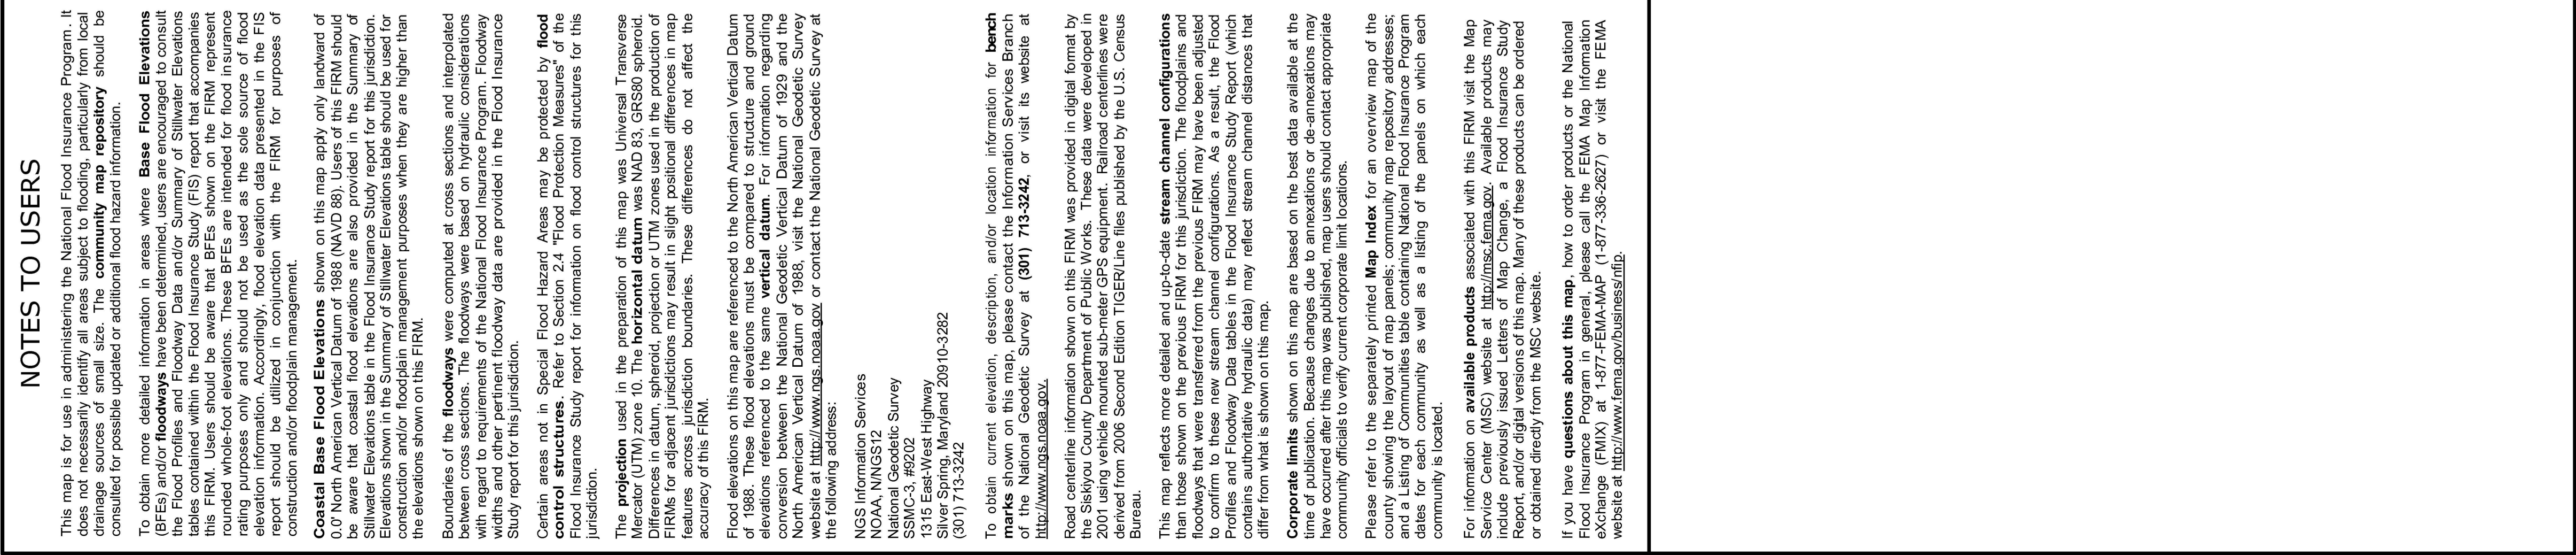 NOTES TO USERS
This map is for use in administering the National Flood Insurance Program. It
does not necessarily identify all areas subject to flooding, particularly from local
drainage sources of small size. The community map repository should be
consulted for possible updated or additional flood hazard information.
To obtain more detailed information in areas where Base Flood Elevations
(BFEs) and/or floodways have been determined, users are encouraged to consult
the Flood Profiles and Floodway Data and/or Summary of Stillwater Elevations
tables contained within the Flood Insurance Study (FIS) report that accompanies
this FIRM. Users should be aware that BFEs shown on the FIRM represent
rounded whole-foot elevations. These BFEs are intended for flood insurance
rating purposes only and should not be used as the sole source of flood
elevation information. Accordingly, flood elevation data presented in the FIS
report should be utilized in conjunction with the FIRM for purposes of
construction and/or floodplain management.
Coastal Base Flood Elevations shown on this map apply only landward of
0.0' North American Vertical Datum of 1988 (NAVD 88). Users of this FIRM should
be aware that coastal flood elevations are also provided in the Summary of
Stillwater Elevations table in the Flood Insurance Study report for this jurisdiction.
Elevations shown in the Summary of Stillwater Elevations table should be used for
construction and/or floodplain management purposes when they are higher than
the elevations shown on this FIRM.
Boundaries of the floodways were computed at cross sections and interpolated
between cross sections. The floodways were based on hydraulic considerations
with regard to requirements of the National Flood Insurance Program. Floodway
widths and other pertinent floodway data are provided in the Flood Insurance
Study report for this jurisdiction.
Certain areas not in Special Flood Hazard Areas may be protected by flood
control structures. Refer to Section 2.4 "Flood Protection Measures" of the
Flood Insurance Study report for information on flood control structures for this
jurisdiction.
The projection used in the preparation of this map was Universal Transverse
Mercator (UTM) zone 10. The horizontal datum was NAD 83, GRS80 spheroid.
Differences in datum, spheroid, projection or UTM zones used in the production of
FIRMs for adjacent jurisdictions may result in slight positional differences in map
features across jurisdiction boundaries. These differences do not affect the
accuracy of this FIRM.
Flood elevations on this map are referenced to the North American Vertical Datum
of 1988. These flood elevations must be compared to structure and ground
elevations referenced to the same vertical datum. For information regarding
conversion between the National Geodetic Vertical Datum of 1929 and the
North American Vertical Datum of 1988, visit the National Geodetic Survey
website at http://www.ngs.noaa.gov or contact the National Geodetic Survey at
the following address:
NGS Information Services
NOAA, N/NGS12
National Geodetic Survey
SSMC-3, #9202
1315 East-West Highway
Silver Spring, Maryland 20910-3282
(301) 713-3242
To obtain current elevation, description, and/or location information for bench
marks shown on this map, please contact the Information Services Branch
of the National Geodetic Survey at (301) 713-3242, or visit its website at
http://www.ngs.noaa.gov.
Road centerline information shown on this FIRM was provided in digital format by
the Siskiyou County Department of Public Works. These data were developed in
2001 using vehicle mounted sub-meter GPS equipment. Railroad centerlines were
derived from 2006 Second Edition TIGER/Line files published by the U.S. Census
Bureau.
This map reflects more detailed and up-to-date stream channel configurations
than those shown on the previous FIRM for this jurisdiction. The floodplains and
floodways that were transferred from the previous FIRM may have been adjusted
to confirm to these new stream channel configurations. As a result, the Flood
Profiles and Floodway Data tables in the Flood Insurance Study Report (which
contains authoritative hydraulic data) may reflect stream channel distances that
differ from what is shown on this map.
Corporate limits shown on this map are based on the best data available at the
time of publication. Because changes due to annexations or de-annexations may
have occurred after this map was published, map users should contact appropriate
community officials to verify current corporate limit locations.
Please refer to the separately printed Map Index for an overview map of the
county showing the layout of map panels; community map repository addresses;
and a Listing of Communities table containing National Flood Insurance Program
dates for each community as well as a listing of the panels on which each
community is located.
For information on available products associated with this FIRM visit the Map
Service Center (MSC) website at http://msc.fema.gov. Available products may
include previously issued Letters of Map Change, a Flood Insurance Study
Report, and/or digital versions of this map. Many of these products can be ordered
or obtained directly from the MSC website.
If you have questions about this map, how to order products or the National
Flood Insurance Program in general, please call the FEMA Map Information
eXchange (FMIX) at 1-877-FEMA-MAP (1-877-336-2627) or visit the FEMA
website at http://www.fema.gov/business/nfip.